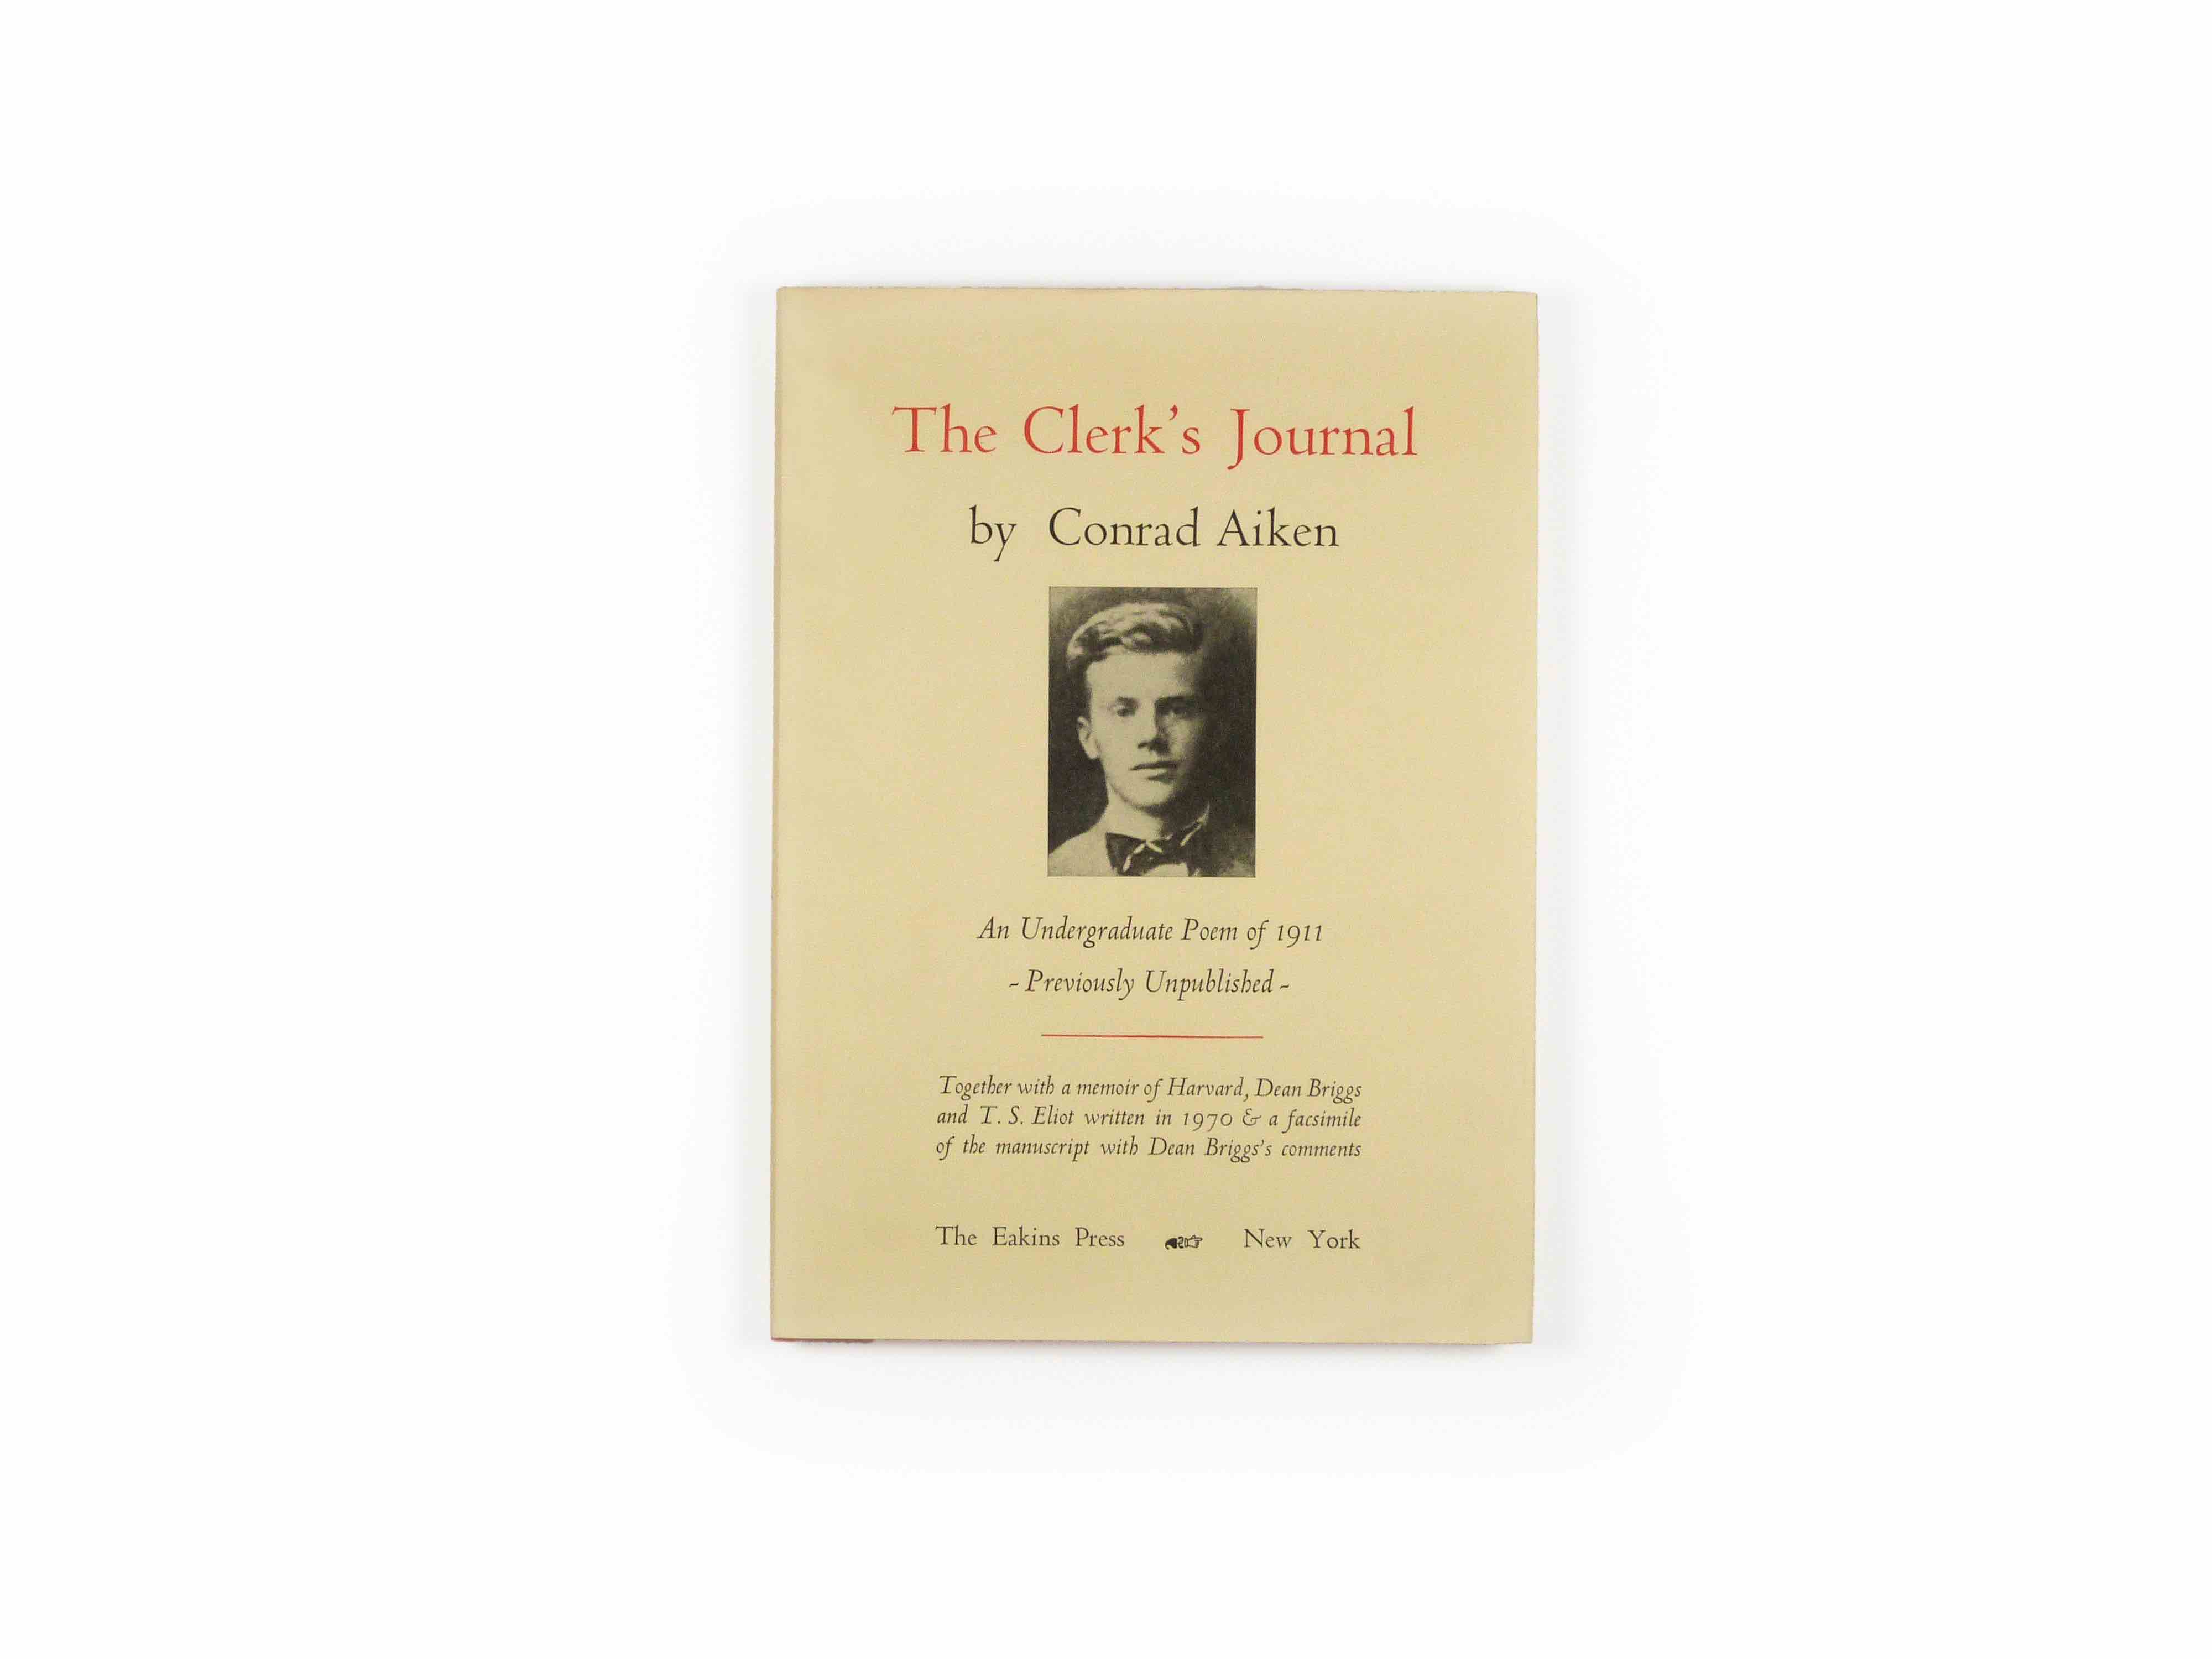 The Clerk's Journal
by Conrad Aiken
An Undergraduate Poem of 1911
- Previously Unpublished -
Together with a memoir of Harvard, Dean Briggs
and T. S. Eliot written in 1970 & a facsimile
of the manuscript with Dean Briggs's comments
The Eakins Press New York